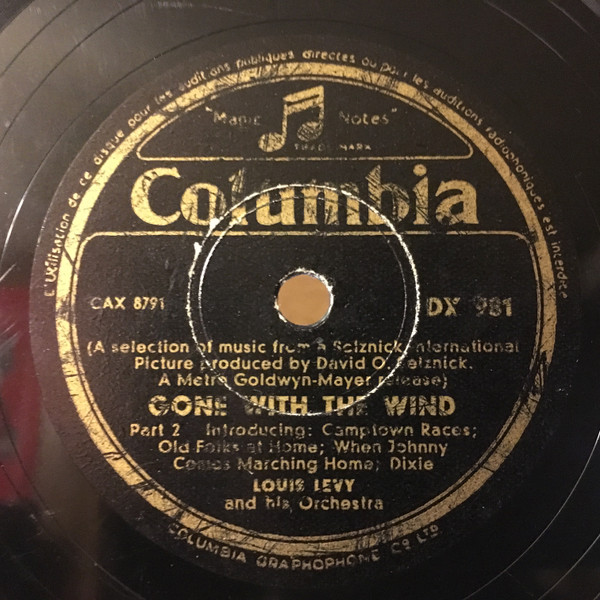 L'Utilisation de ce disque pour les auditions publiques directes ou pour les auditions radiophoniques est interdite
"Magic Notes"
TRADE MARK
Columbia
CAX 8791
DX 981
(A selection of music from a Selznick International
Picture produced by David O. Selznick.
A Metro Goldwyn-Mayer release)
GONE WITH THE WIND
Part 2 Introducing: Camptown Races;
Old Folks at Home; When Johnny
Comes Marching Home; Dixie
LOUIS LEVY
and his Orchestra
COLUMBIA GRAPHOPHONE Co LTD